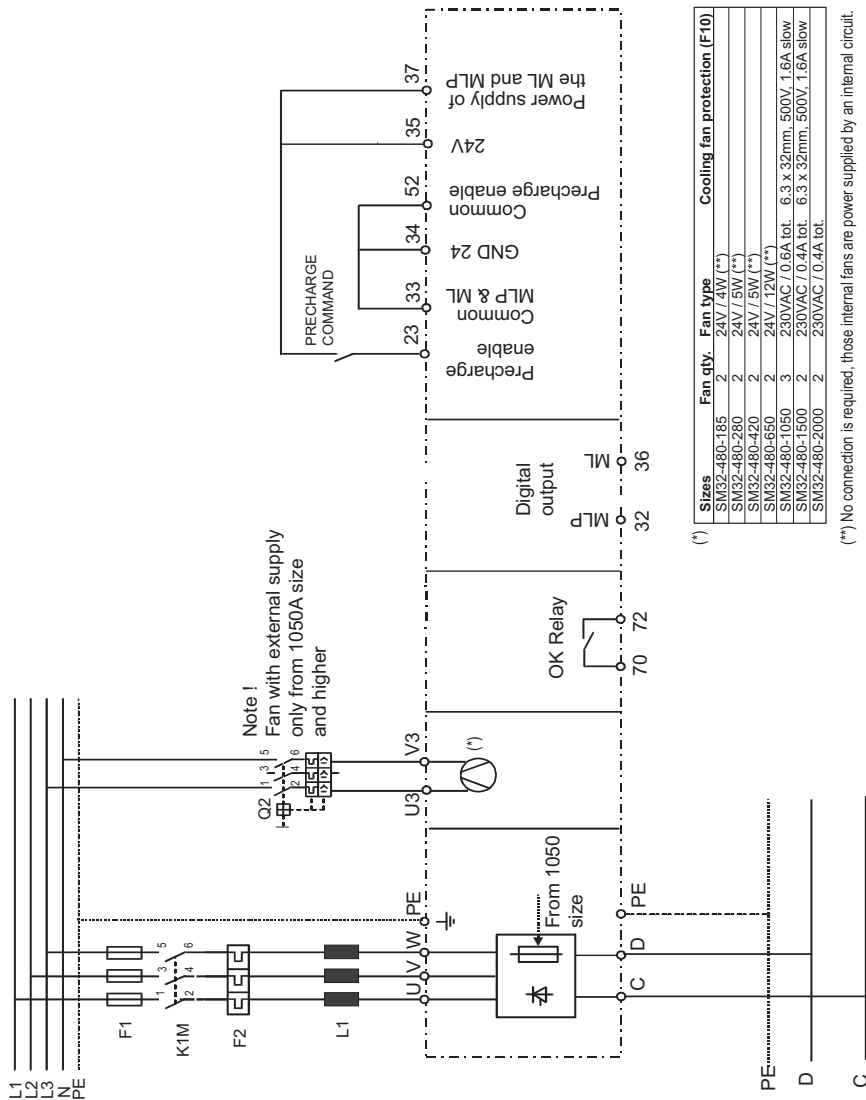 L1
L2
L3
N
PE
F1
K1M
1
3
5
2
4
6
F2
L1
U
V
W
PE
From 1050
size
C
D
PE
PE
D
C
Note !
Fan with external supply
only from 1050A size
and higher
Q2
1
3
5
2
4
6
U3
V3
(*)
OK Relay
70
72
Digital
output
MLP
ML
32
36
PRECHARGE
COMMAND
23
33
34
52
35
37
Precharge
enable
Common
MLP & ML
GND 24
Common
Precharge enable
24V
Power supply of
the ML and MLP
(*)
Sizes Fan qty. Fan type Cooling fan protection (F10)
SM32-480-185 2 24V / 4W (**)
SM32-480-280 2 24V / 5W (**)
SM32-480-420 2 24V / 5W (**)
SM32-480-650 2 24V / 12W (**)
SM32-480-1050 3 230VAC / 0.6A tot. 6.3 x 32mm, 500V, 1.6A slow
SM32-480-1500 2 230VAC / 0.4A tot. 6.3 x 32mm, 500V, 1.6A slow
SM32-480-2000 2 230VAC / 0.4A tot.
(**) No connection is required, those internal fans are power supplied by an internal circuit.